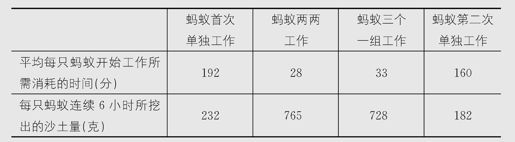 蚂蚁首次单独工作 蚂蚁两两工作 蚂蚁三个一组工作 蚂蚁第二次单独工作
平均每只蚂蚁开始工作所需消耗的时间(分) 192 28 33 160
每只蚂蚁连续6小时所挖出的沙土量(克) 232 765 728 182